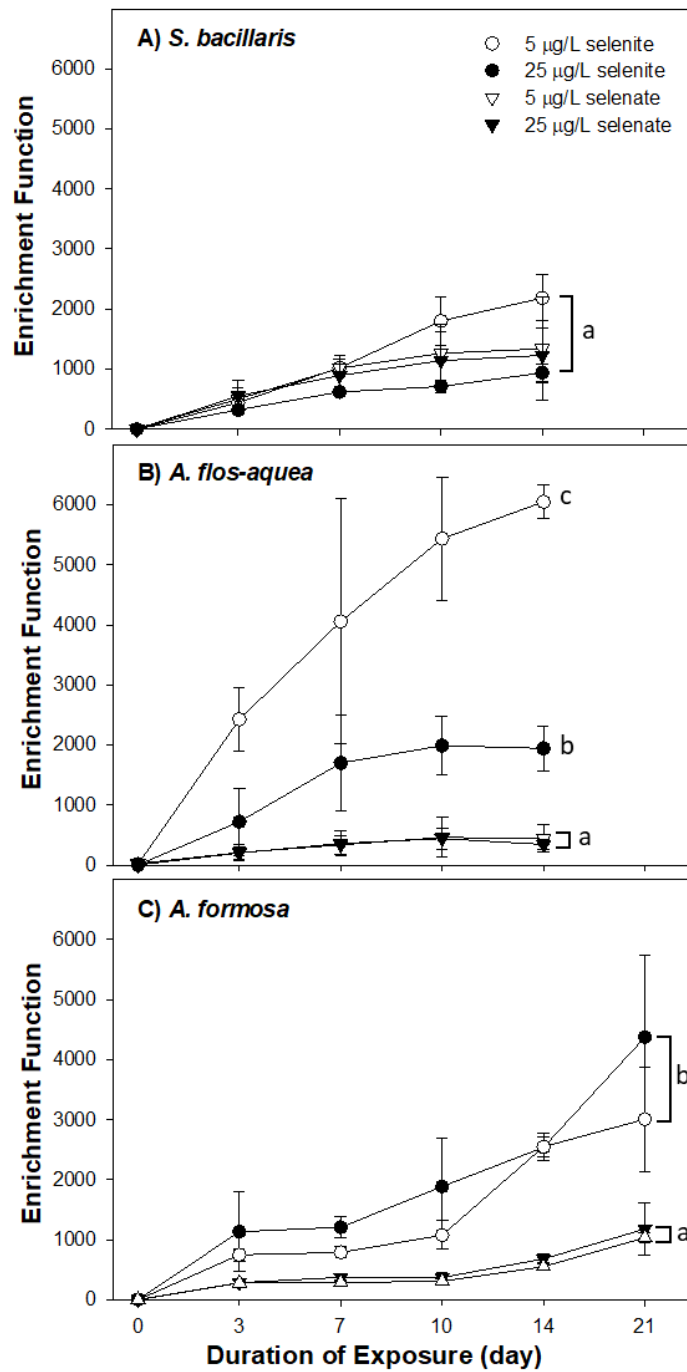 A) S. bacillaris
5 µg/L selenite
25 µg/L selenite
5 µg/L selenate
25 µg/L selenate
6000
5000
4000
3000
2000
1000
0
Enrichment Function
a
B) A. flos-aquea
6000
5000
4000
3000
2000
1000
0
Enrichment Function
c
b
a
C) A. formosa
6000
5000
4000
3000
2000
1000
0
Enrichment Function
b
a
0 3 7 10 14 21
Duration of Exposure (day)